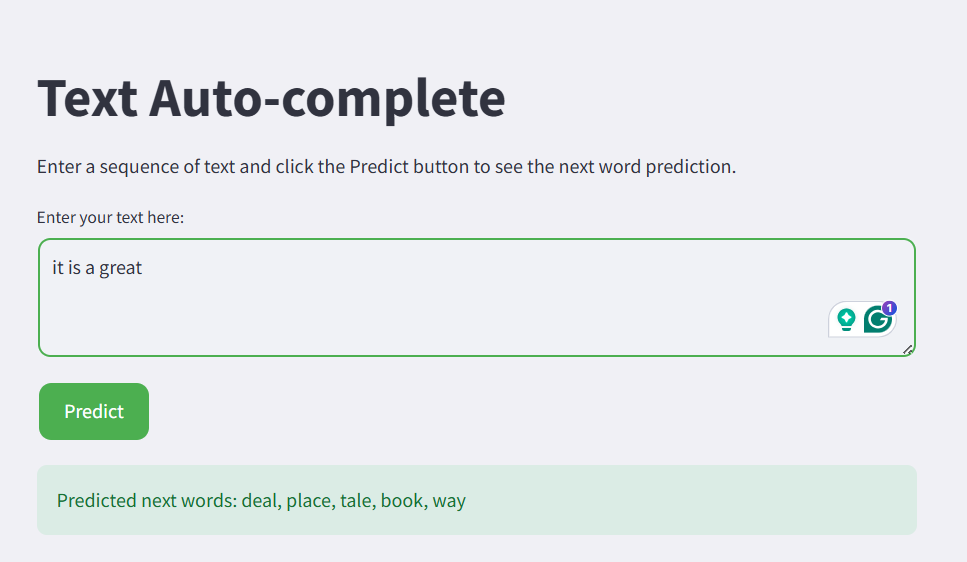 Text Auto-complete
Enter a sequence of text and click the Predict button to see the next word prediction.
Enter your text here:
it is a great
1
Predict
Predicted next words: deal, place, tale, book, way